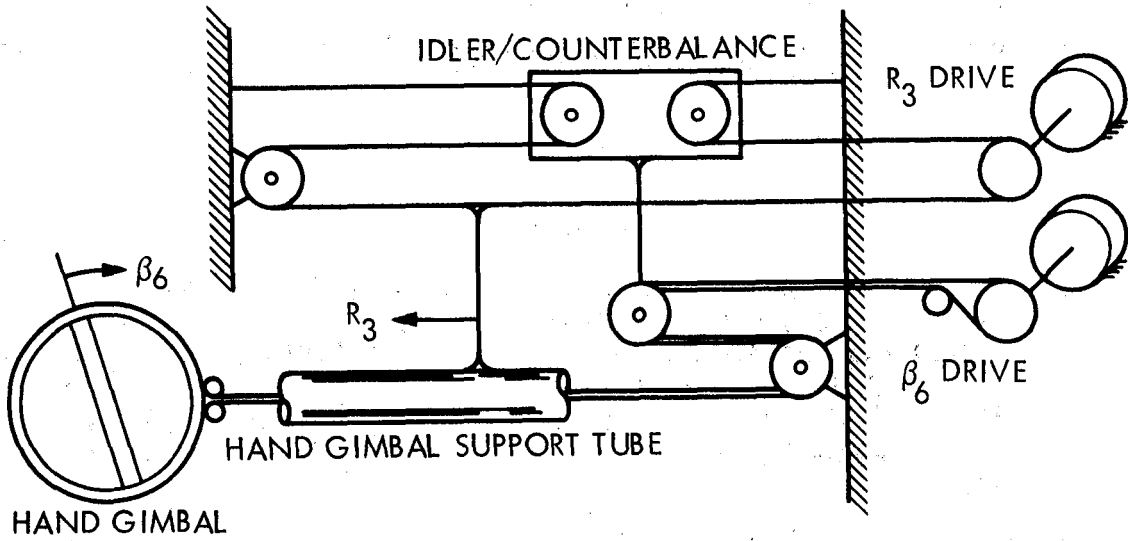 IDLER/COUNTERBALANCE
R3 DRIVE
β6
R3
β6 DRIVE
HAND GIMBAL SUPPORT TUBE
HAND GIMBAL